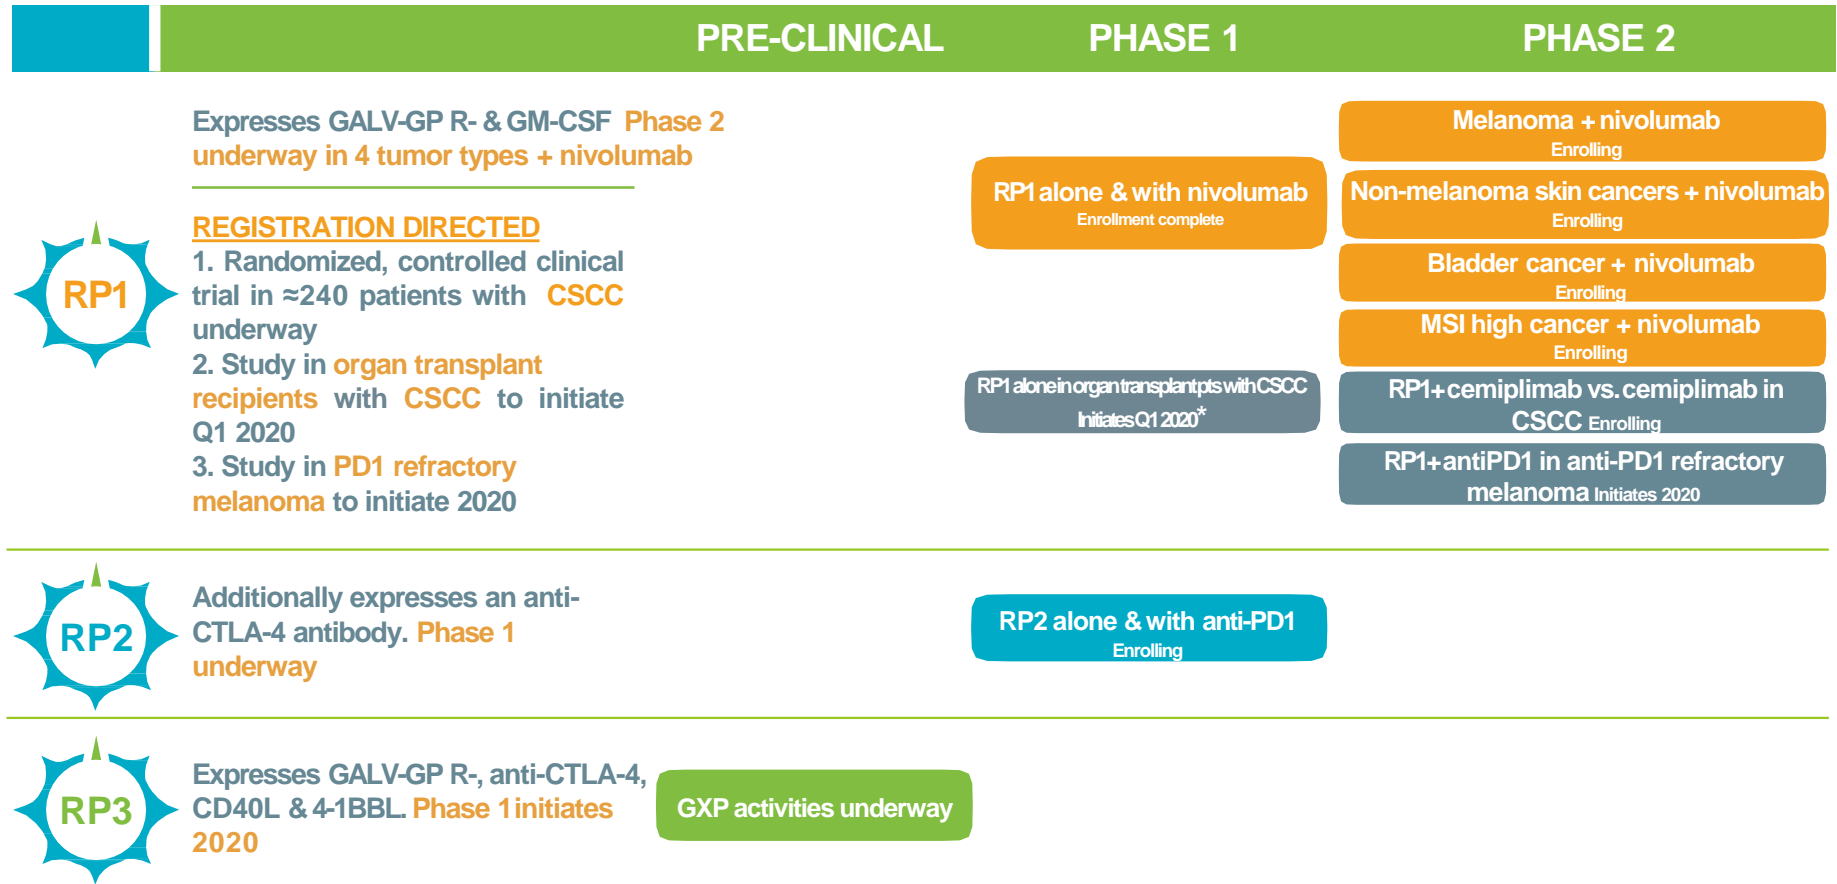 PRE-CLINICAL PHASE 1 PHASE 2
RP1
Expresses GALV-GP R- & GM-CSF Phase 2
underway in 4 tumor types + nivolumab
REGISTRATION DIRECTED
1. Randomized, controlled clinical
trial in ≈240 patients with CSCC
underway
2. Study in organ transplant
recipients with CSCC to initiate
Q1 2020
3. Study in PD1 refractory
melanoma to initiate 2020
RP1 alone & with nivolumab
Enrollment complete
RP1 alone in organ transplant pts with CSCC
Initiates Q1 2020*
Melanoma + nivolumab
Enrolling
Non-melanoma skin cancers + nivolumab
Enrolling
Bladder cancer + nivolumab
Enrolling
MSI high cancer + nivolumab
Enrolling
RP1+cemiplimab vs. cemiplimab in
CSCC Enrolling
RP1+antiPD1 in anti-PD1 refractory
melanoma Initiates 2020
RP2
Additionally expresses an anti-
CTLA-4 antibody. Phase 1
underway
RP2 alone & with anti-PD1
Enrolling
RP3
Expresses GALV-GP R-, anti-CTLA-4,
CD40L & 4-1BBL. Phase 1 initiates
2020
GXP activities underway